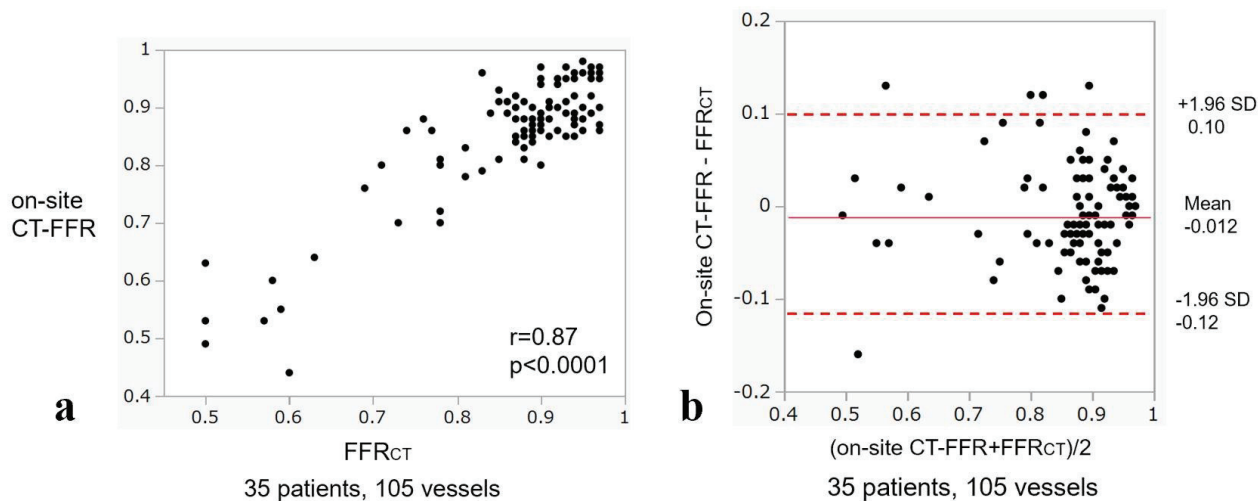 1
0.9
0.8
0.7
0.6
0.5
0.4
on-site
CT-FFR
r=0.87
p<0.0001
0.5 0.6 0.7 0.8 0.9 1
FFRCT
35 patients, 105 vessels
a
0.2
0.1
0
-0.1
-0.2
On-site CT-FFR - FFRCT
+1.96 SD
0.10
Mean
-0.012
-1.96 SD
-0.12
0.4 0.5 0.6 0.7 0.8 0.9 1
(on-site CT-FFR+FFRCT)/2
35 patients, 105 vessels
b